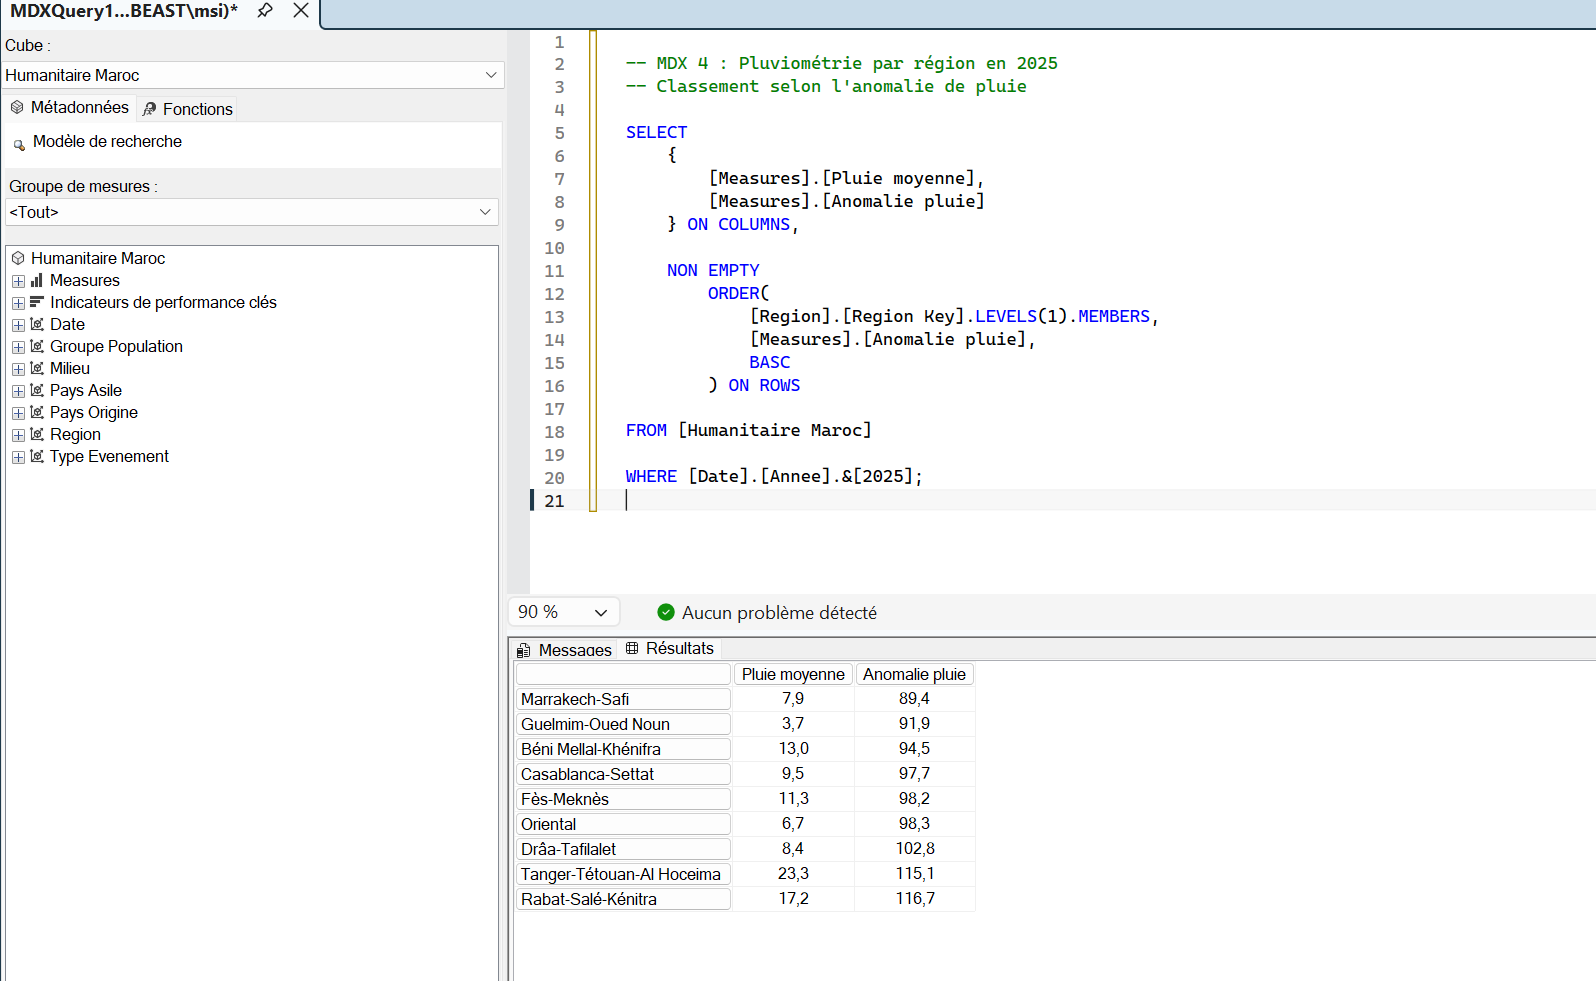 MDXQuery1...BEAST\msi)*
Cube :
Humanitaire Maroc
Métadonnées
Fonctions
Modèle de recherche
Groupe de mesures :
<Tout>
Humanitaire Maroc
Measures
Indicateurs de performance clés
Date
Groupe Population
Milieu
Pays Asile
Pays Origine
Region
Type Evenement
1
2 -- MDX 4 : Pluviométrie par région en 2025
3 -- Classement selon l'anomalie de pluie
4
5 SELECT
6 {
7 [Measures].[Pluie moyenne],
8 [Measures].[Anomalie pluie]
9 } ON COLUMNS,
10
11 NON EMPTY
12 ORDER(
13 [Region].[Region Key].LEVELS(1).MEMBERS,
14 [Measures].[Anomalie pluie],
15 BASC
16 ) ON ROWS
17
18 FROM [Humanitaire Maroc]
19
20 WHERE [Date].[Annee].&[2025];
21
90 %
Aucun problème détecté
Messages
Résultats
Pluie moyenne Anomalie pluie
Marrakech-Safi 7,9 89,4
Guelmim-Oued Noun 3,7 91,9
Béni Mellal-Khénifra 13,0 94,5
Casablanca-Settat 9,5 97,7
Fès-Meknès 11,3 98,2
Oriental 6,7 98,3
Drâa-Tafilalet 8,4 102,8
Tanger-Tétouan-Al Hoceima 23,3 115,1
Rabat-Salé-Kénitra 17,2 116,7